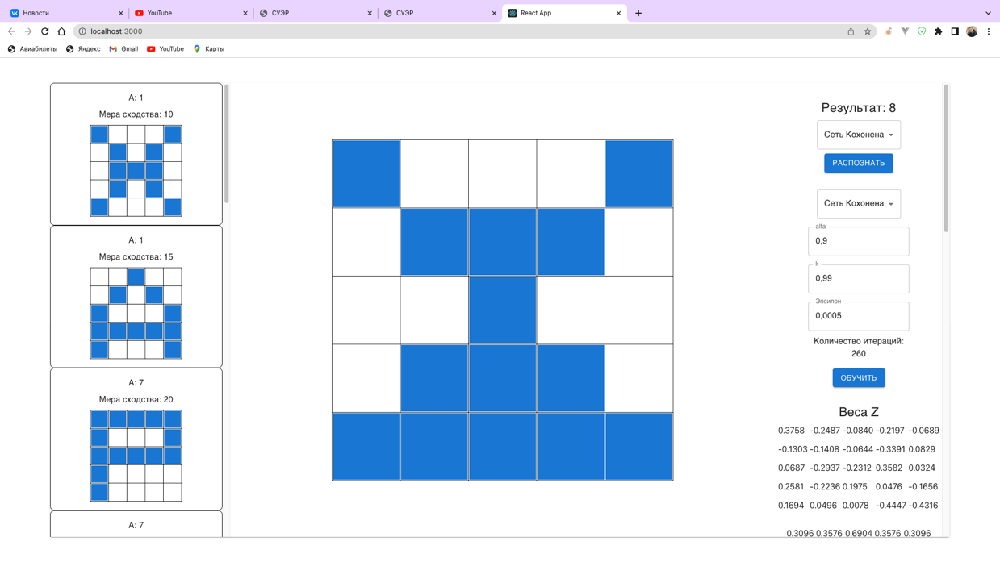 Новости
YouTube
СУЭР
СУЭР
React App
localhost:3000
Авиабилеты
Яндекс
Gmail
YouTube
Карты
A: 1
Мера сходства: 10
A: 1
Мера сходства: 15
A: 7
Мера сходства: 20
A: 7
Результат: 8
Сеть Кохонена
РАСПОЗНАТЬ
Сеть Кохонена
alfa
0,9
k
0,99
Эпсилон
0,0005
Количество итераций:
260
ОБУЧИТЬ
Веса Z
0.3758 -0.2487 -0.0840 -0.2197 -0.0689
-0.1303 -0.1408 -0.0644 -0.3391 0.0829
0.0687 -0.2937 -0.2312 0.3582 0.0324
0.2581 -0.2236 0.1975 0.0476 -0.1656
0.1694 0.0496 0.0078 -0.4447 -0.4316
0.3096 0.3576 0.6904 0.3576 0.3096